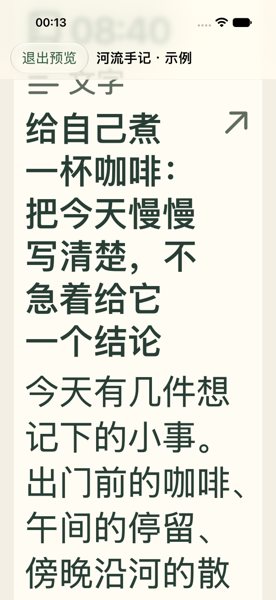 00:13
08:40
退出预览
河流手记 · 示例
文字
给自己煮
一杯咖啡：
把今天慢慢
写清楚，不
急着给它
一个结论
今天有几件想
记下的小事。
出门前的咖啡、
午间的停留、
傍晚沿河的散